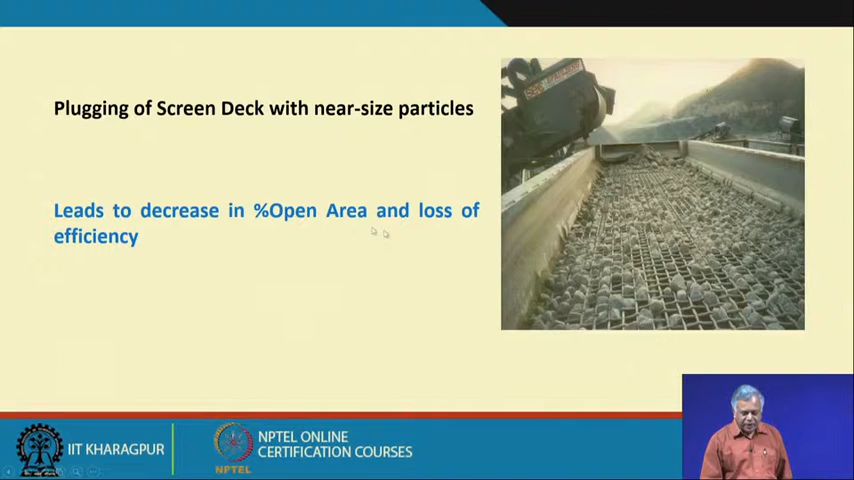 Plugging of Screen Deck with near-size particles
Leads to decrease in %Open Area and loss of
efficiency
IIT KHARAGPUR
NPTEL
NPTEL ONLINE
CERTIFICATION COURSES